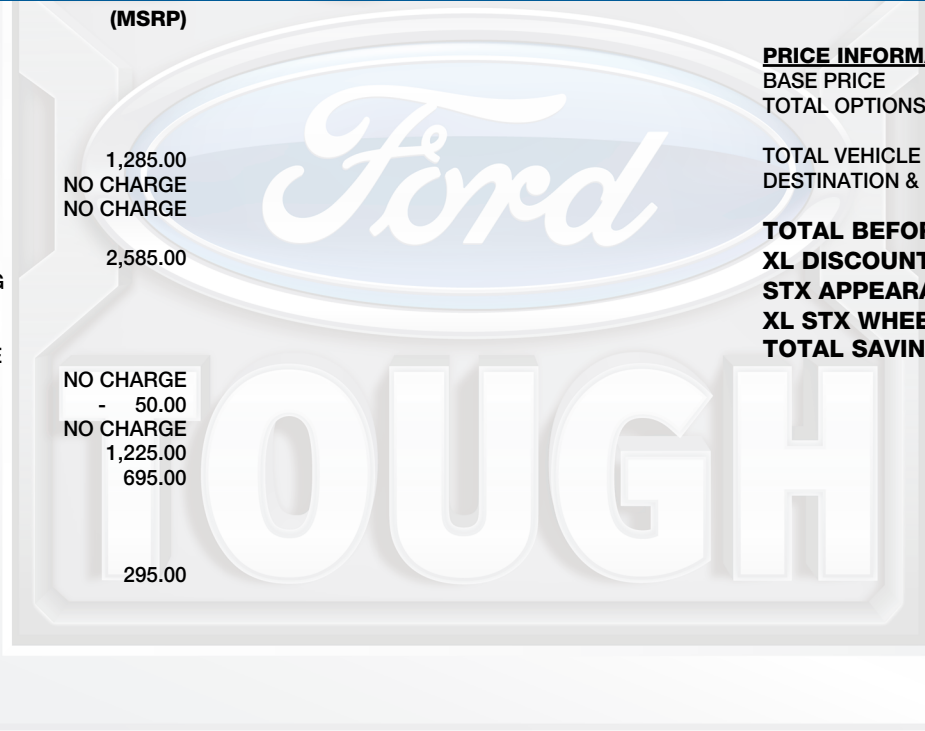 (MSRP)
1,285.00
NO CHARGE
NO CHARGE
2,585.00
NO CHARGE
- 50.00
NO CHARGE
1,225.00
695.00
295.00
Ford
TOUGH
PRICE INFORMA
BASE PRICE
TOTAL OPTIONS
TOTAL VEHICLE
DESTINATION &
TOTAL BEFOR
XL DISCOUNT
STX APPEARA
XL STX WHEE
TOTAL SAVIN